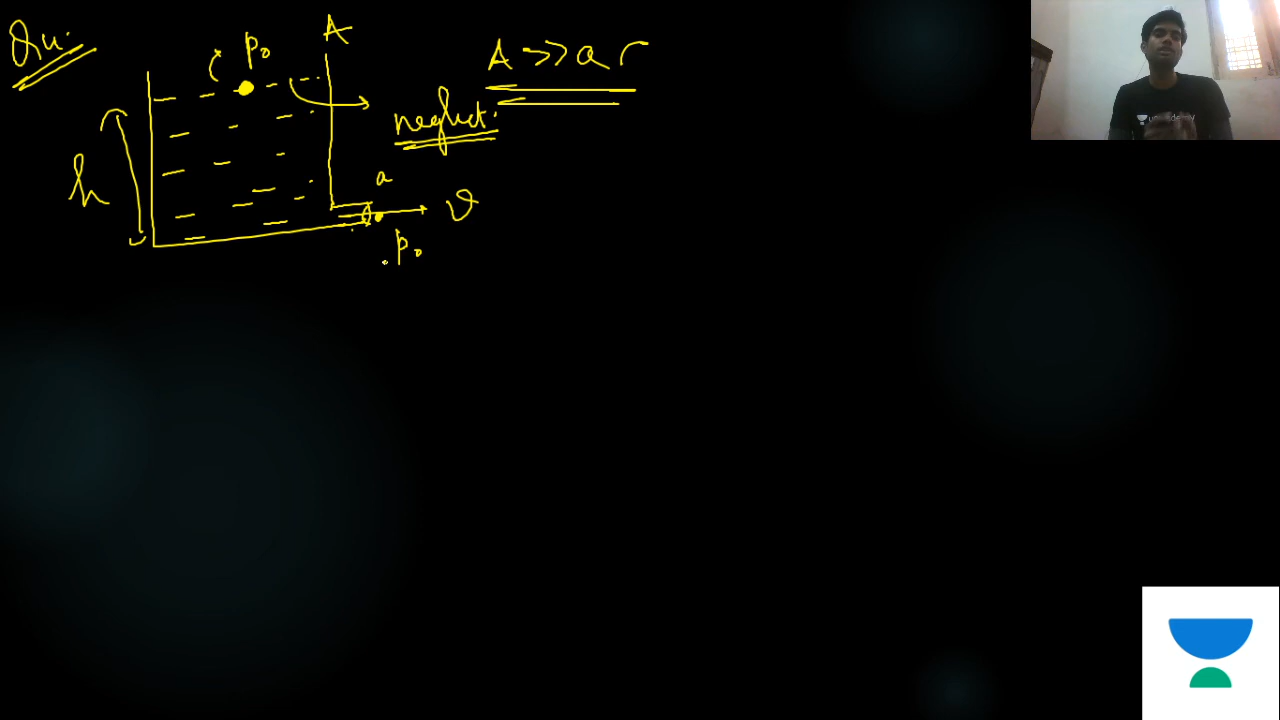 Qu.
P₀
A
A >> a
neglect.
h
a
v
P₀